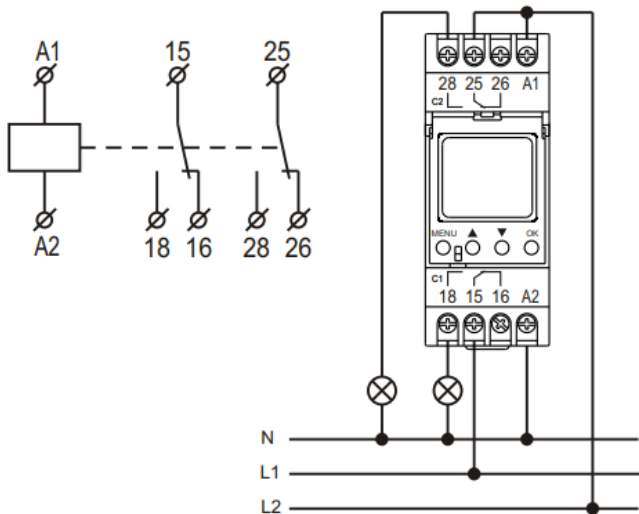 A1 15 25
A2 18 16 28 26
28 25 26 A1
C2
MENU ▲ ▼ OK
C1
18 15 16 A2
N
L1
L2